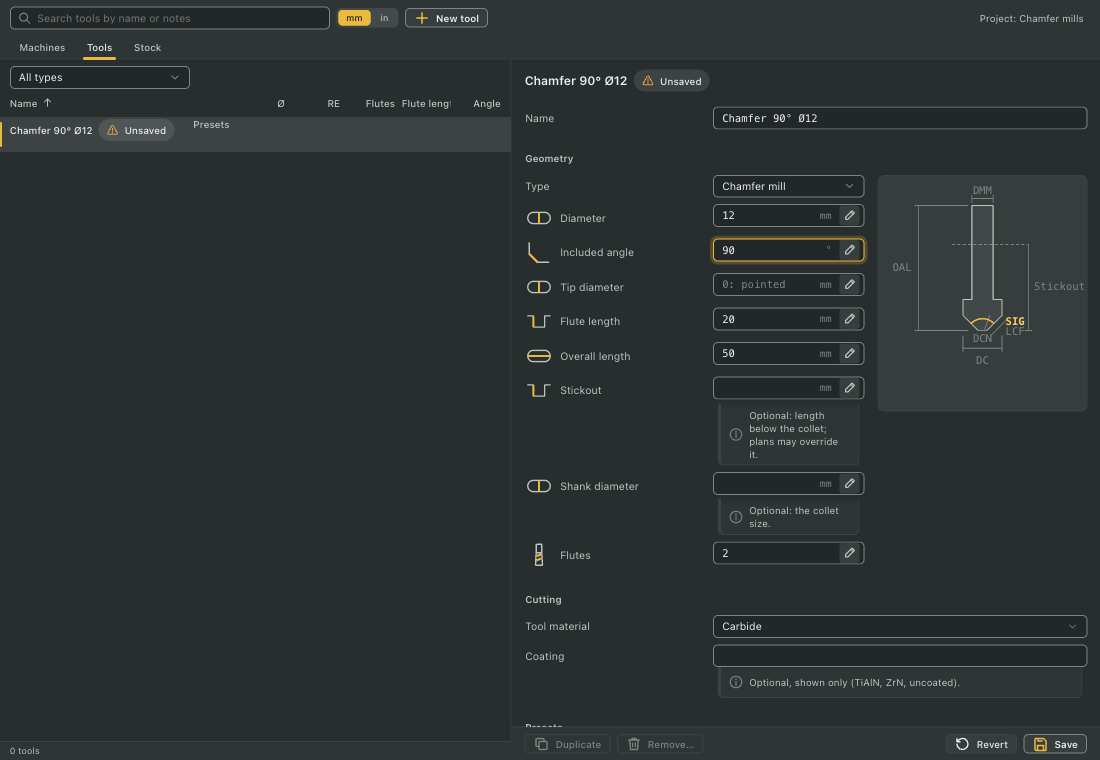 Search tools by name or notes
mm in
New tool
Project: Chamfer mills
Machines Tools Stock
All types
Name Ø RE Flutes Flute lengt Angle
Chamfer 90° Ø12 Unsaved Presets
0 tools
Chamfer 90° Ø12 Unsaved
Name Chamfer 90° Ø12
Geometry
Type Chamfer mill
Diameter 12 mm
Included angle 90 °
Tip diameter 0: pointed mm
Flute length 20 mm
Overall length 50 mm
Stickout mm
Optional: length
below the collet;
plans may override
it.
Shank diameter mm
Optional: the collet
size.
Flutes 2
DMM
OAL
Stickout
SIG
LCF
DCN
DC
Cutting
Tool material Carbide
Coating
Optional, shown only (TiAlN, ZrN, uncoated).
Presets
Duplicate Remove... Revert Save